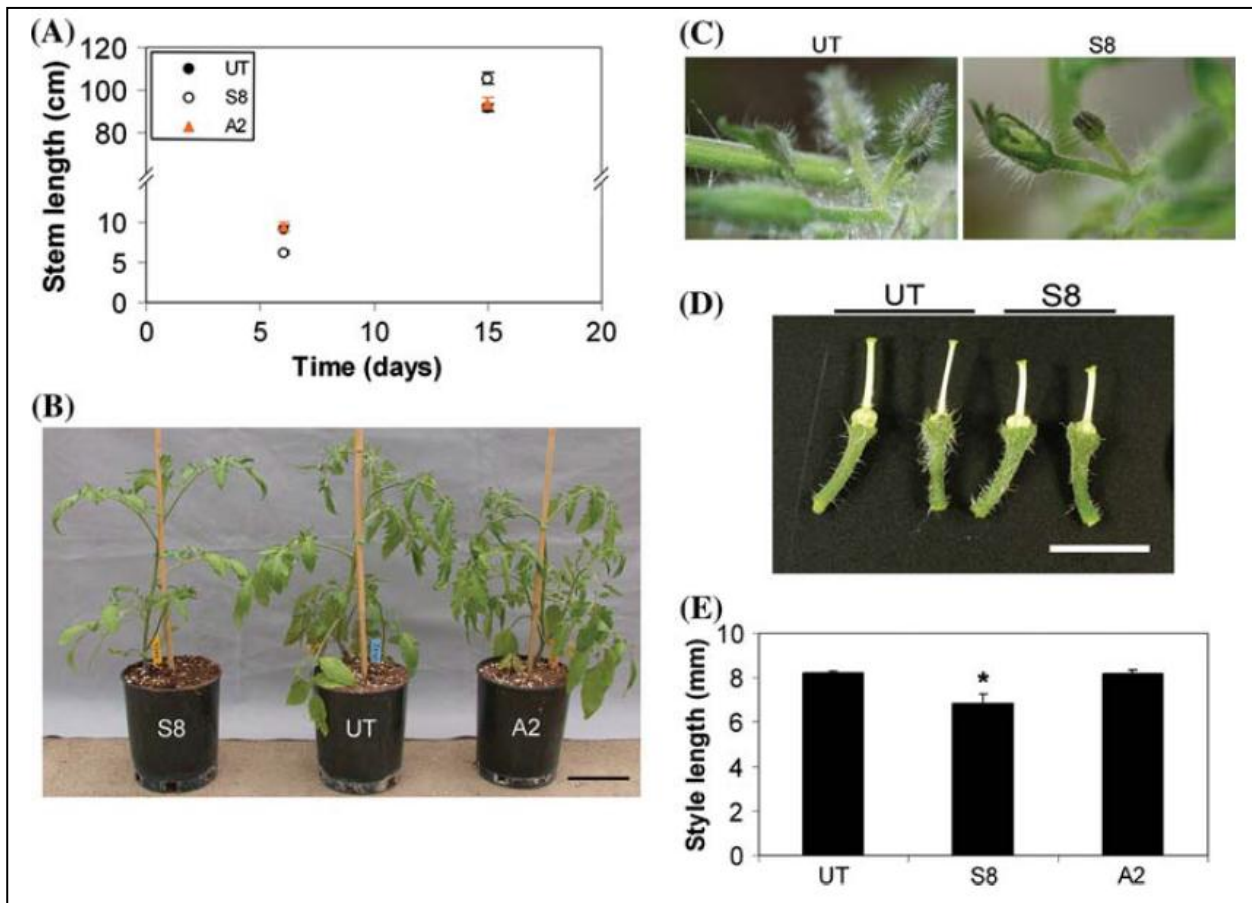 (A)
120
100
80
10
5
0
UT
S8
A2
Stem length (cm)
0 5 10 15 20
Time (days)
(B)
S8 UT A2
(C)
UT S8
(D)
UT S8
(E)
10
8
6
4
2
0
*
Style length (mm)
UT S8 A2